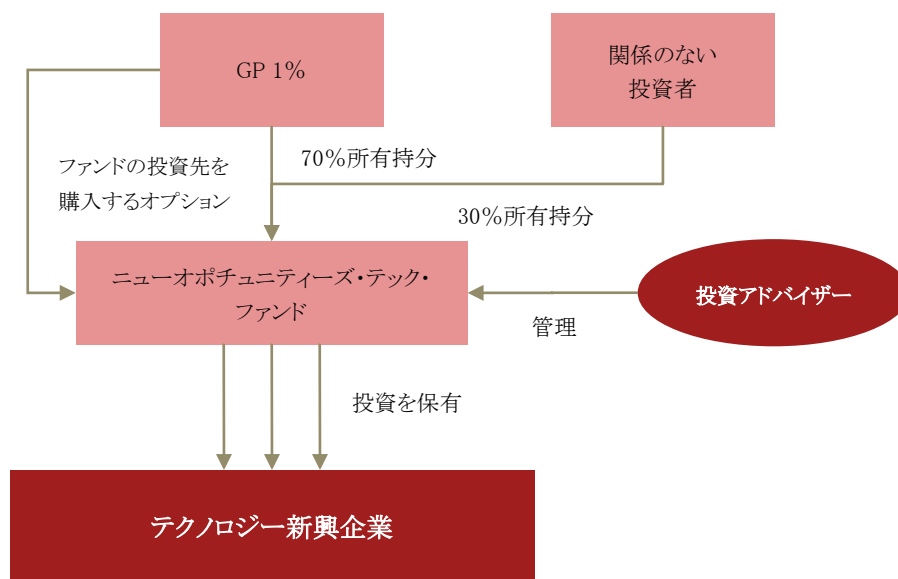 GP 1%
関係のない
投資者
ファンドの投資先を
購入するオプション
70%所有持分
30%所有持分
ニューオポチュニティーズ・テック・
ファンド
投資アドバイザー
管理
投資を保有
テクノロジー新興企業